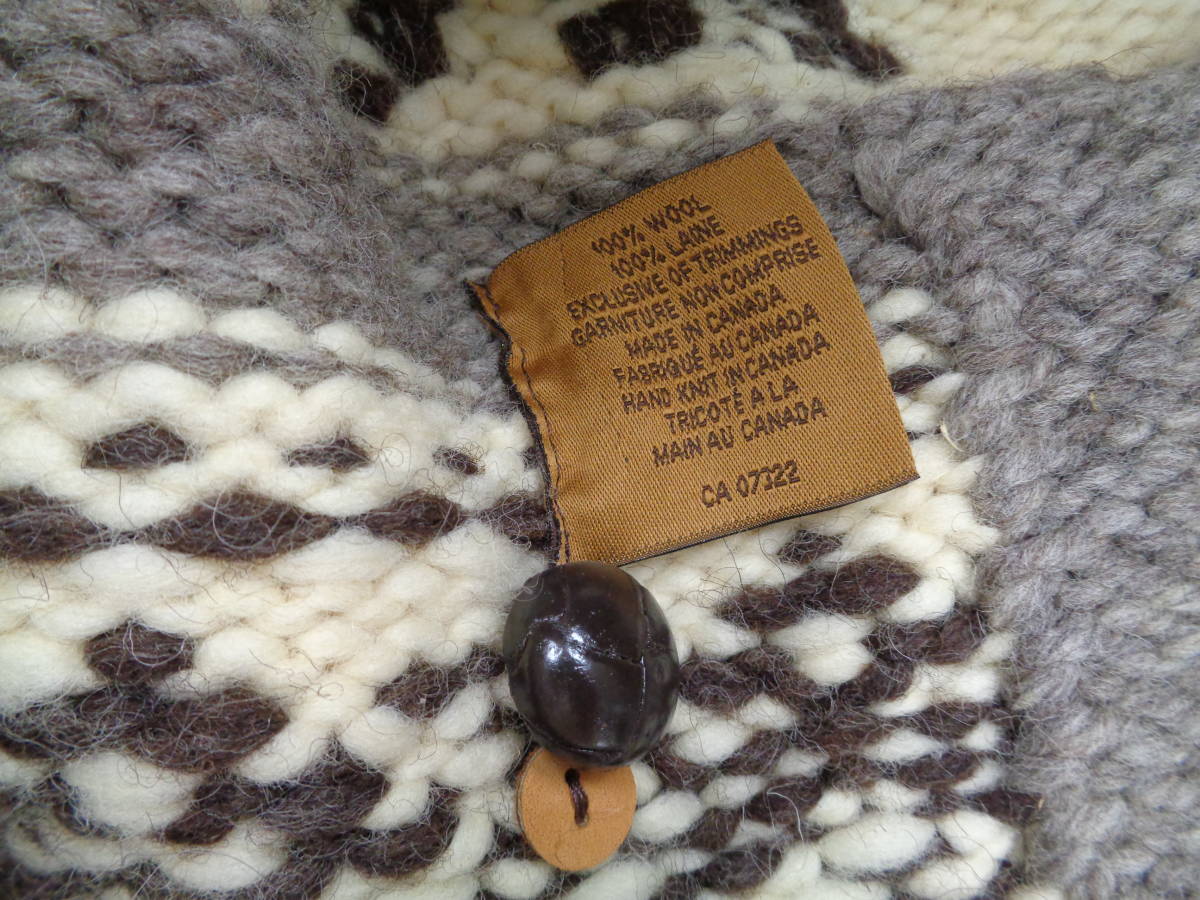 100% WOOL
100% LAINE
EXCLUSIVE OF TRIMMINGS
GARNITURE NON COMPRISE
MADE IN CANADA
FABRIQUÉ AU CANADA
HAND KNIT IN CANADA
TRICOTÉ A LA
MAIN AU CANADA
CA 07322